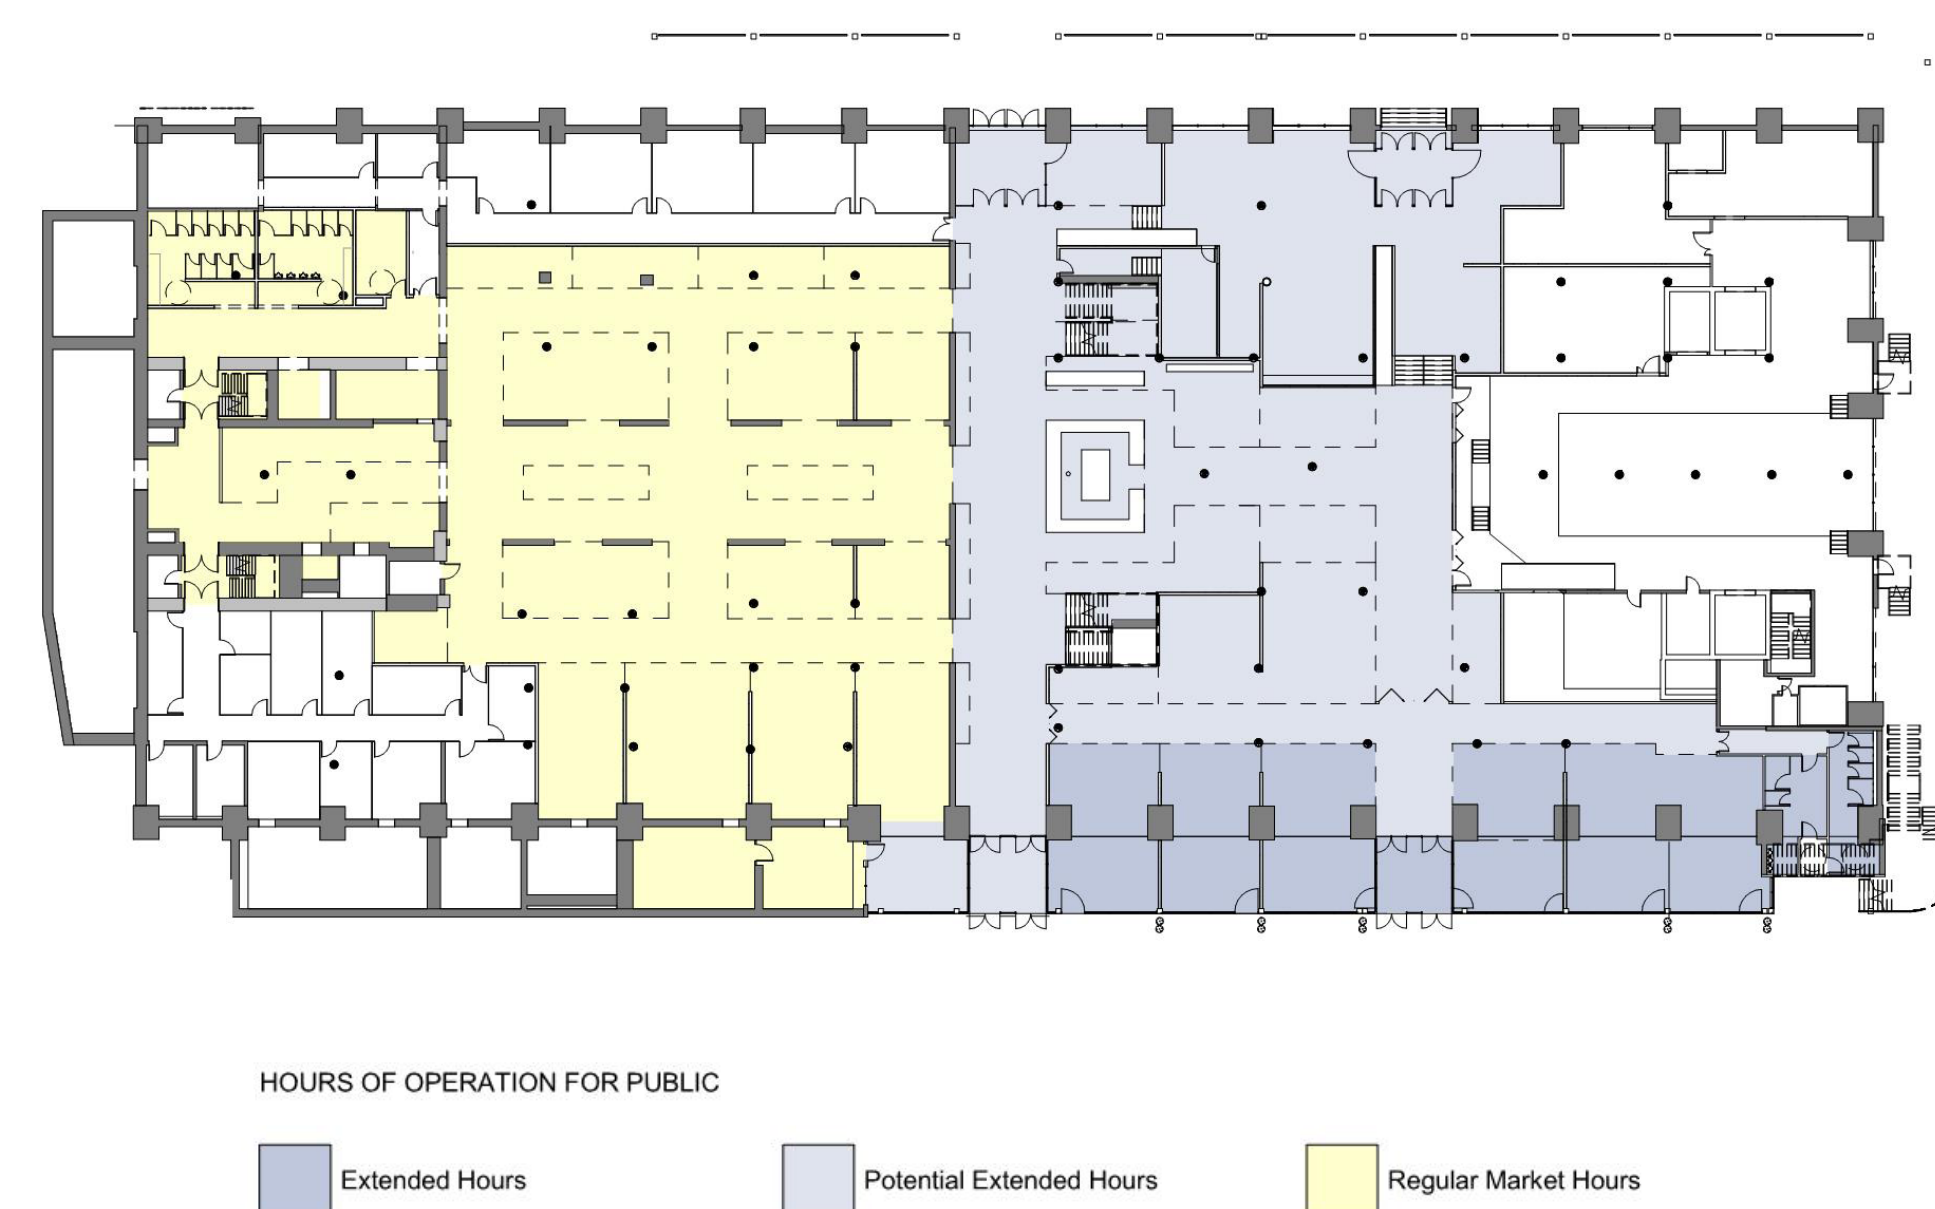 HOURS OF OPERATION FOR PUBLIC
Extended Hours
Potential Extended Hours
Regular Market Hours